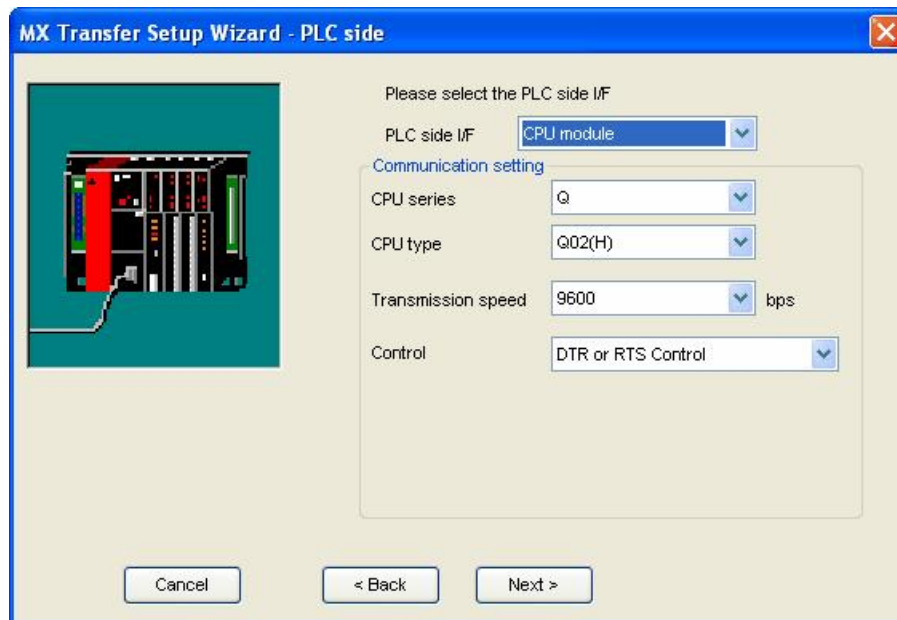 MX Transfer Setup Wizard - PLC side
Please select the PLC side I/F
PLC side I/F CPU module
Communication setting
CPU series Q
CPU type Q02(H)
Transmission speed 9600 bps
Control DTR or RTS Control
Cancel < Back Next >